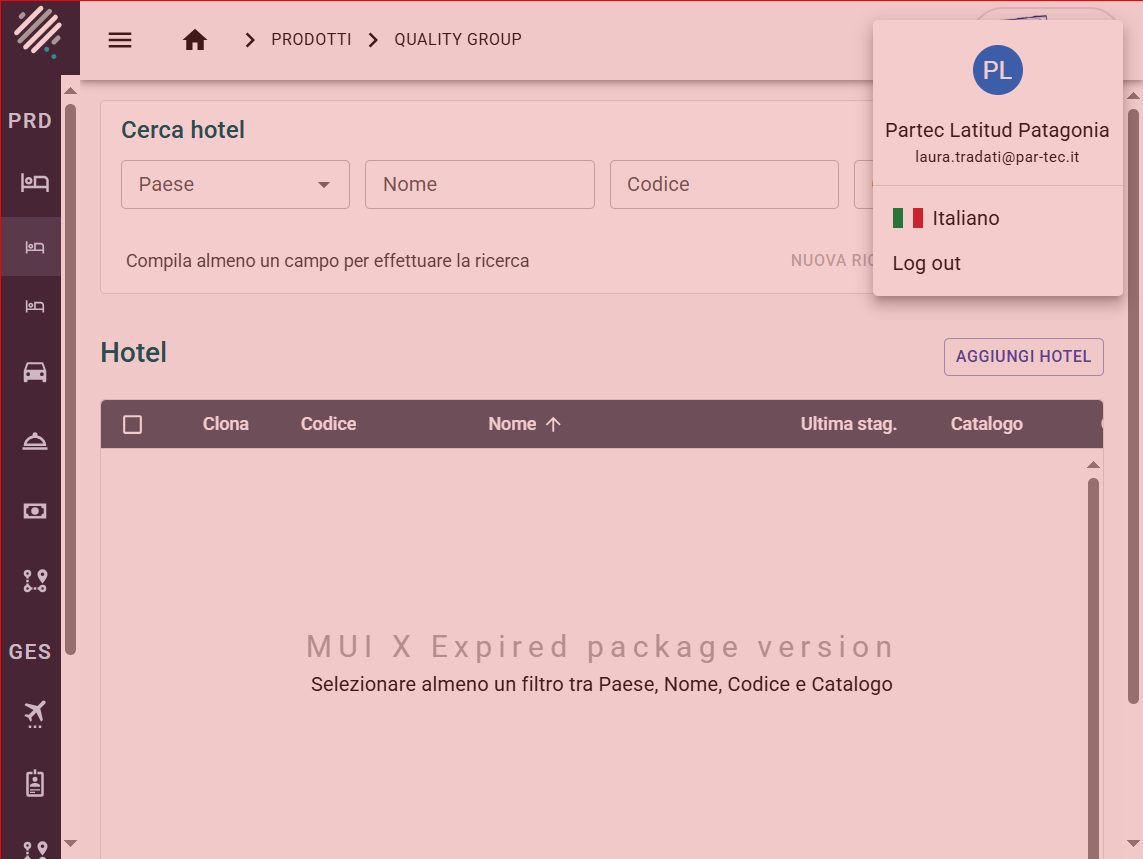 PRODOTTI
QUALITY GROUP
PL
Partec Latitud Patagonia
laura.tradati@par-tec.it
Italiano
Log out
PRD
GES
Cerca hotel
Paese
Nome
Codice
Compila almeno un campo per effettuare la ricerca
NUOVA
Hotel
AGGIUNGI HOTEL
Clona
Codice
Nome
Ultima stag.
Catalogo
MUI X Expired package version
Selezionare almeno un filtro tra Paese, Nome, Codice e Catalogo